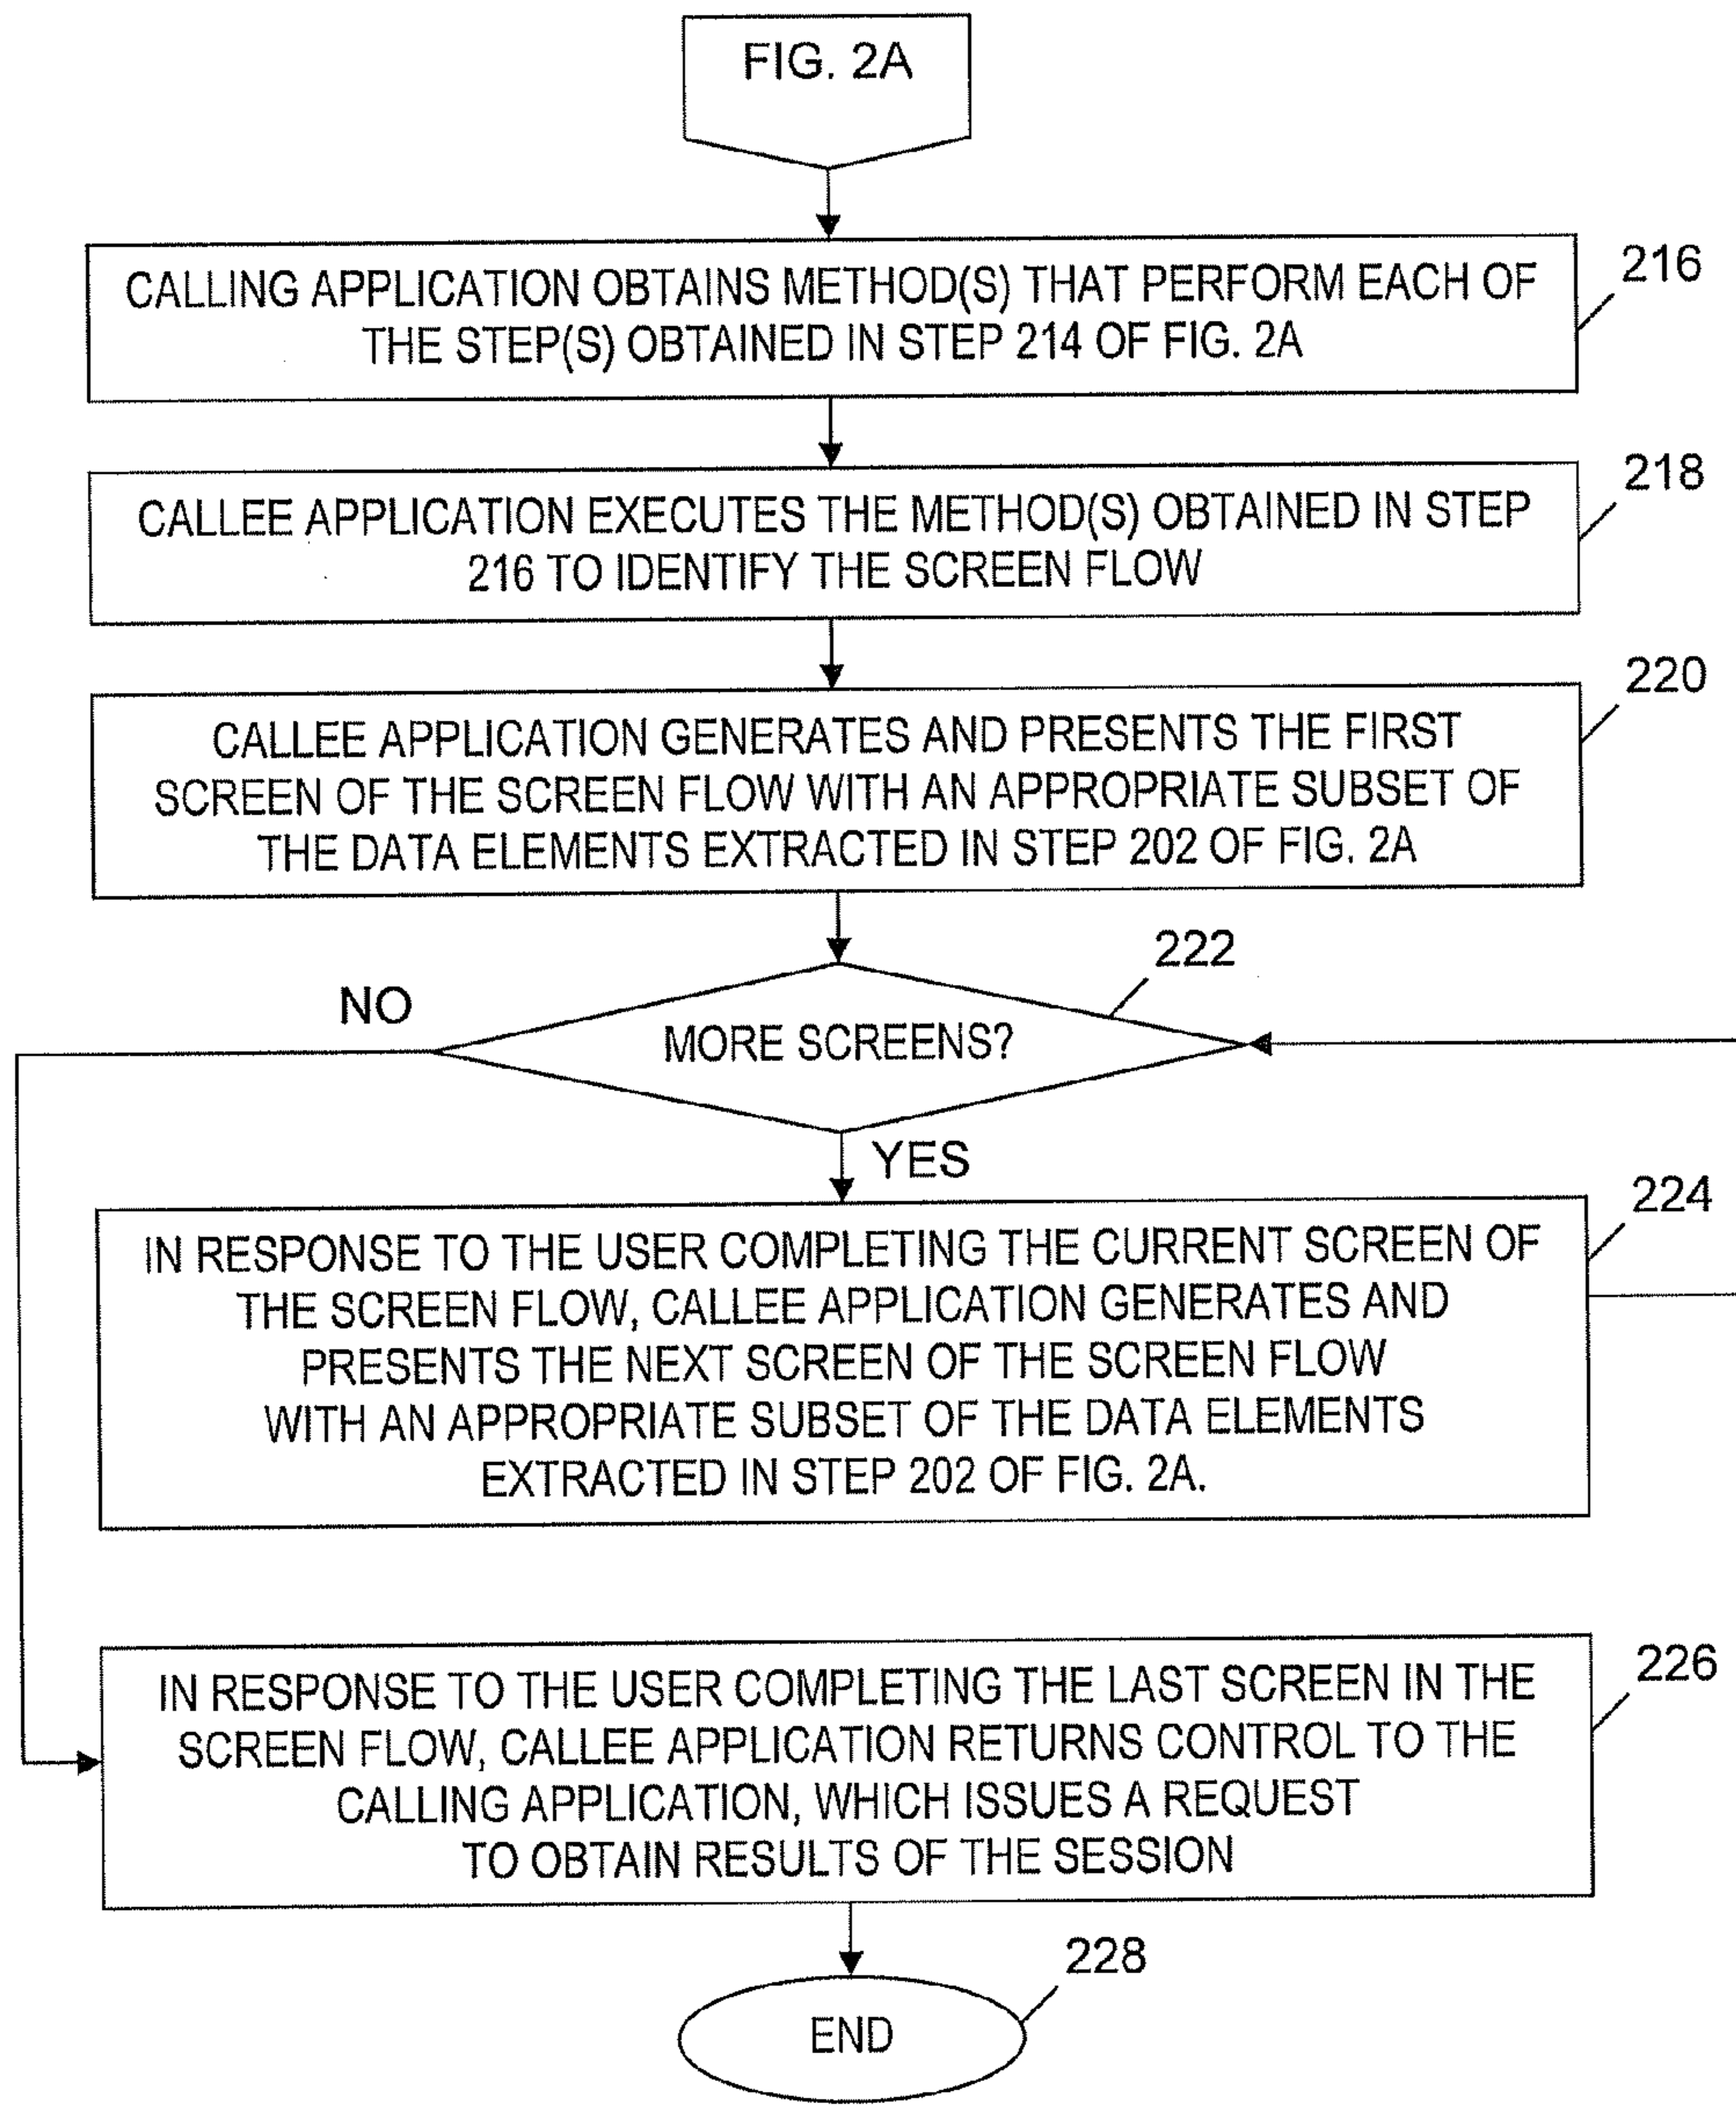 FIG. 2A
216
CALLING APPLICATION OBTAINS METHOD(S) THAT PERFORM EACH OF
THE STEP(S) OBTAINED IN STEP 214 OF FIG. 2A
218
CALLEE APPLICATION EXECUTES THE METHOD(S) OBTAINED IN STEP
216 TO IDENTIFY THE SCREEN FLOW
220
CALLEE APPLICATION GENERATES AND PRESENTS THE FIRST
SCREEN OF THE SCREEN FLOW WITH AN APPROPRIATE SUBSET OF
THE DATA ELEMENTS EXTRACTED IN STEP 202 OF FIG. 2A
222
NO
MORE SCREENS?
YES
224
IN RESPONSE TO THE USER COMPLETING THE CURRENT SCREEN OF
THE SCREEN FLOW, CALLEE APPLICATION GENERATES AND
PRESENTS THE NEXT SCREEN OF THE SCREEN FLOW
WITH AN APPROPRIATE SUBSET OF THE DATA ELEMENTS
EXTRACTED IN STEP 202 OF FIG. 2A.
226
IN RESPONSE TO THE USER COMPLETING THE LAST SCREEN IN THE
SCREEN FLOW, CALLEE APPLICATION RETURNS CONTROL TO THE
CALLING APPLICATION, WHICH ISSUES A REQUEST
TO OBTAIN RESULTS OF THE SESSION
228
END